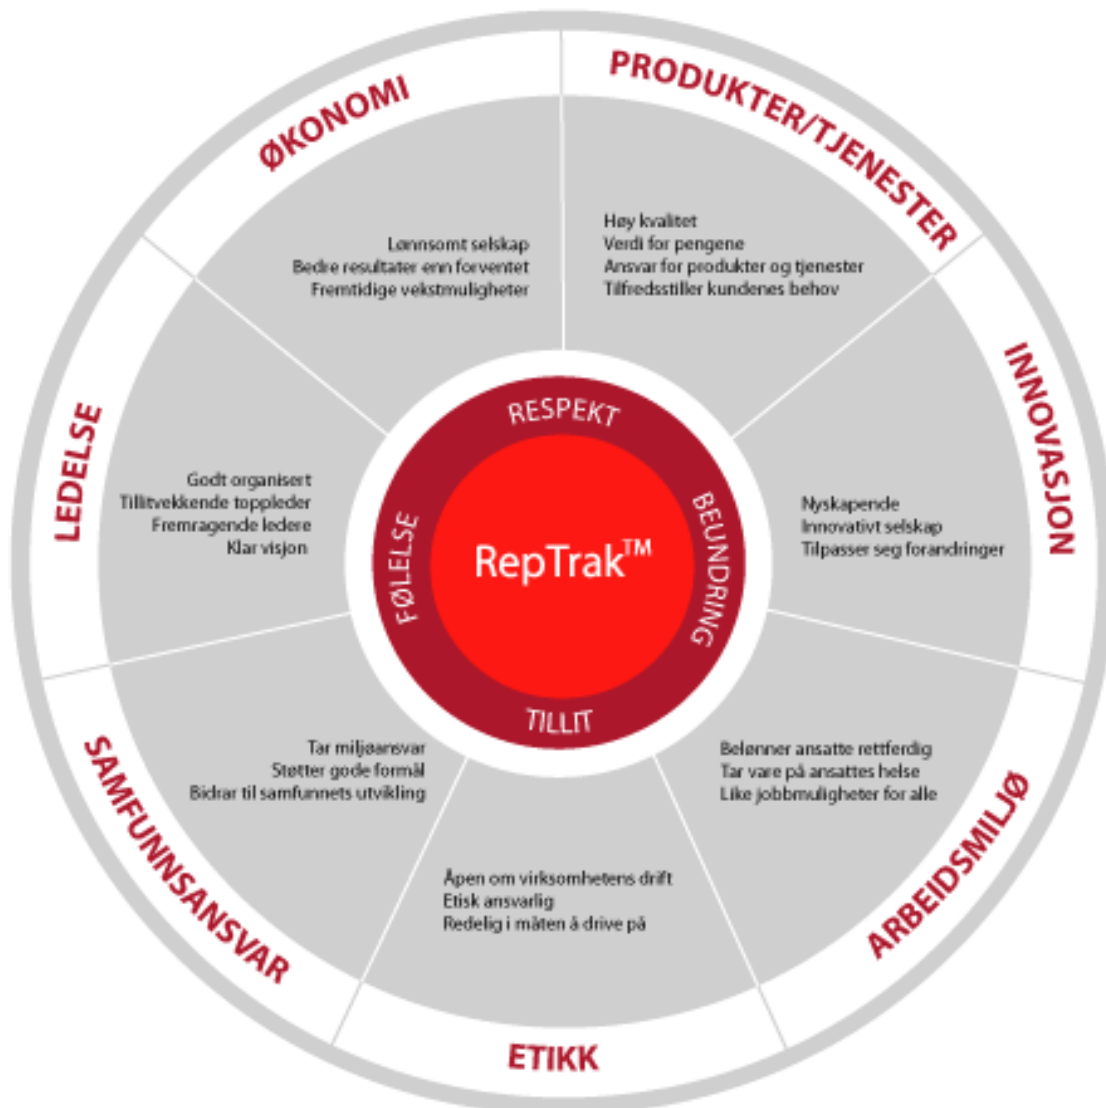 ØKONOMI
Lønnsomt selskap
Bedre resultater enn forventet
Fremtidige vekstmuligheter
PRODUKTER/TJENESTER
Høy kvalitet
Verdi for pengene
Ansvar for produkter og tjenester
Tilfredsstiller kundenes behov
INNOVASJON
Nyskapende
Innovativt selskap
Tilpasser seg forandringer
ARBEIDSMILJØ
Belønner ansatte rettferdig
Tar vare på ansattes helse
Like jobbmuligheter for alle
ETIKK
Åpen om virksomhetens drift
Etisk ansvarlig
Redelig i måten å drive på
SAMFUNNSANSVAR
Tar miljøansvar
Støtter gode formål
Bidrar til samfunnets utvikling
LEDELSE
Godt organisert
Tillitvekkende toppleder
Fremragende ledere
Klar visjon
RESPEKT
BEUNDRING
TILLIT
FØLELSE
RepTrak™